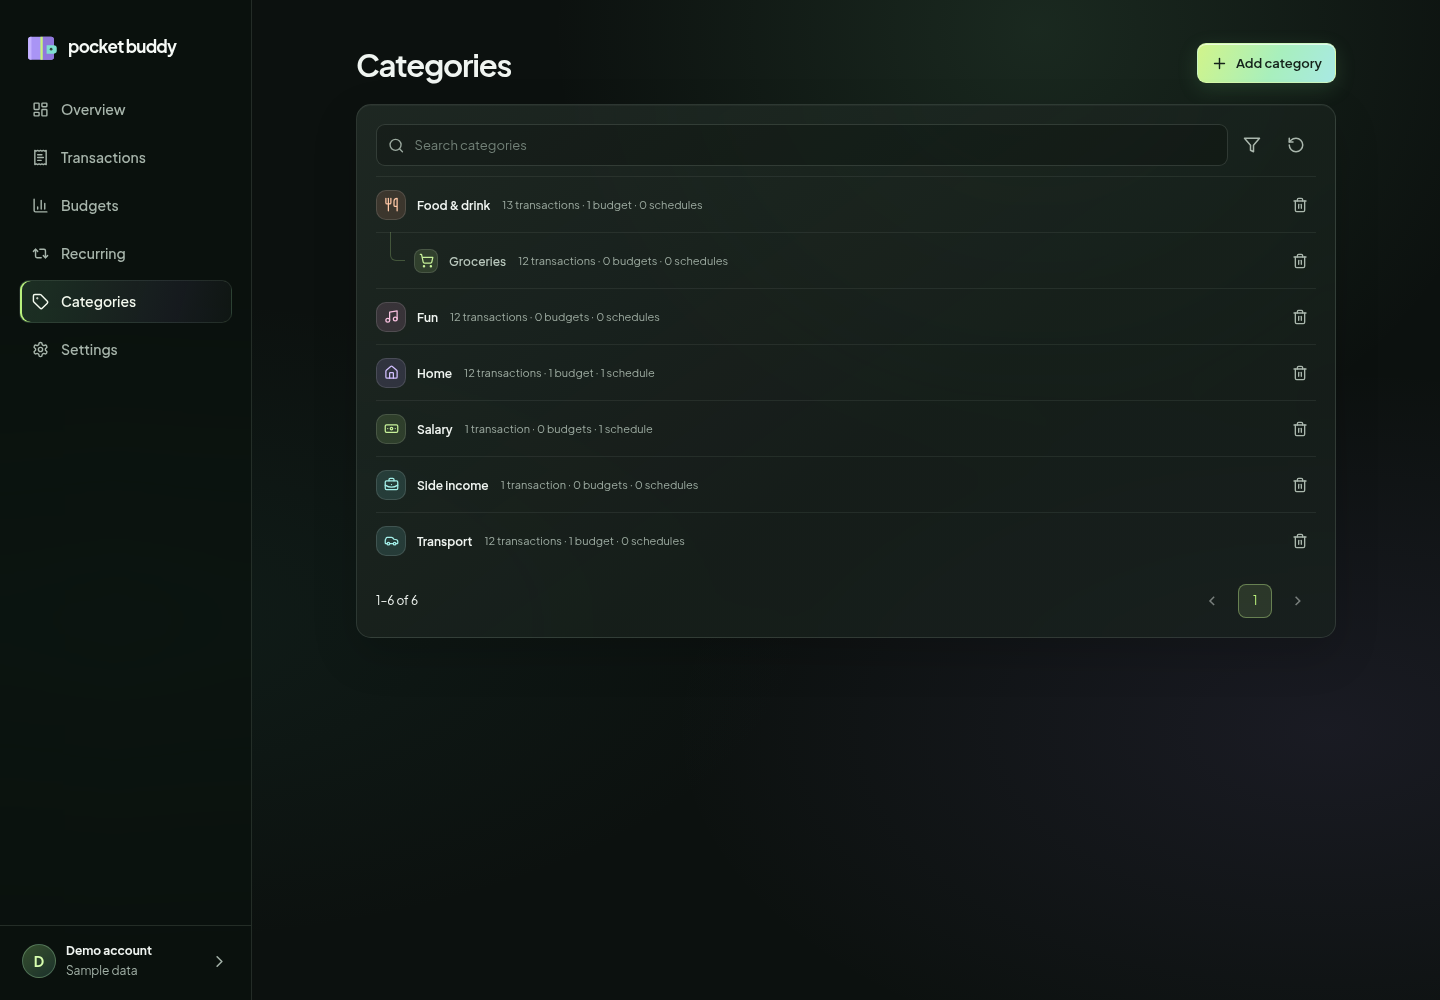 pocket buddy
Overview
Transactions
Budgets
Recurring
Categories
Settings
Demo account
Sample data
D
Categories
Add category
Search categories
Food & drink 13 transactions · 1 budget · 0 schedules
Groceries 12 transactions · 0 budgets · 0 schedules
Fun 12 transactions · 0 budgets · 0 schedules
Home 12 transactions · 1 budget · 1 schedule
Salary 1 transaction · 0 budgets · 1 schedule
Side income 1 transaction · 0 budgets · 0 schedules
Transport 12 transactions · 1 budget · 0 schedules
1–6 of 6
1